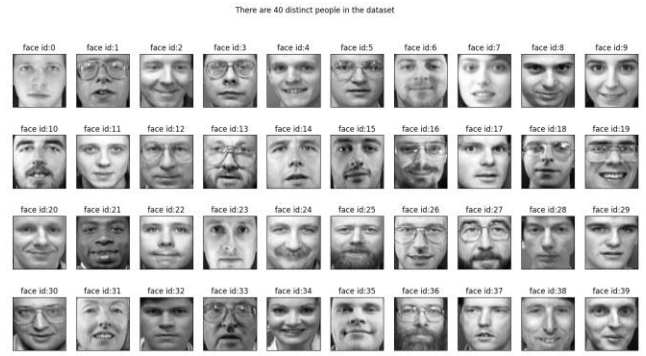 There are 40 distinct people in the dataset
face id:0 face id:1 face id:2 face id:3 face id:4 face id:5 face id:6 face id:7 face id:8 face id:9
face id:10 face id:11 face id:12 face id:13 face id:14 face id:15 face id:16 face id:17 face id:18 face id:19
face id:20 face id:21 face id:22 face id:23 face id:24 face id:25 face id:26 face id:27 face id:28 face id:29
face id:30 face id:31 face id:32 face id:33 face id:34 face id:35 face id:36 face id:37 face id:38 face id:39